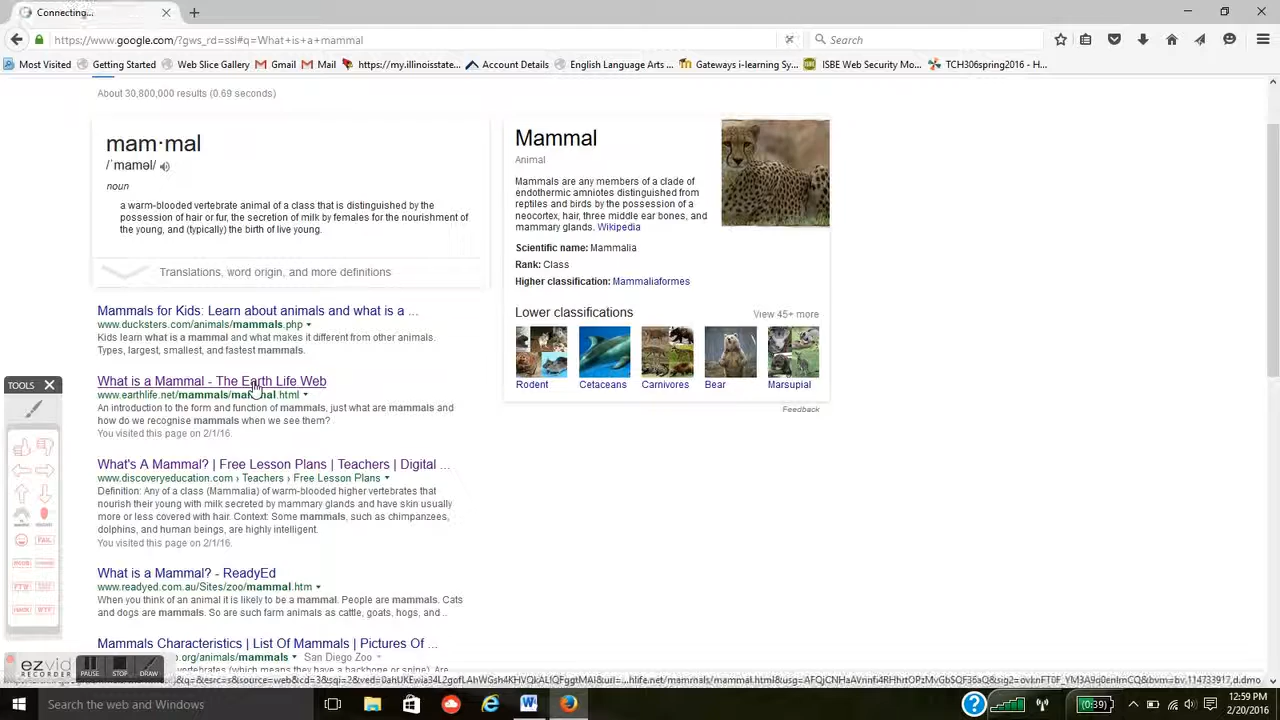 Connecting...
https://www.google.com/?gws_rd=ssl#q=What+is+a+mammal
Search
Most Visited Getting Started Web Slice Gallery Gmail Mail https://my.illinoisstate... Account Details English Language Arts ... Gateways i-learning Sy... ISBE Web Security Mo... TCH306spring2016 - H...
About 30,800,000 results (0.69 seconds)
mam·mal
/ˈmaməl/
noun
a warm-blooded vertebrate animal of a class that is distinguished by the
possession of hair or fur, the secretion of milk by females for the nourishment of
the young, and (typically) the birth of live young.
Translations, word origin, and more definitions
Mammals for Kids: Learn about animals and what is a ...
www.ducksters.com/animals/mammals.php
Kids learn what is a mammal and what makes it different from other animals.
Types, largest, smallest, and fastest mammals.
What is a Mammal - The Earth Life Web
www.earthlife.net/mammals/mammal.html
An introduction to the form and function of mammals, just what are mammals and
how do we recognise mammals when we see them?
You visited this page on 2/1/16.
What's A Mammal? | Free Lesson Plans | Teachers | Digital ...
www.discoveryeducation.com › Teachers › Free Lesson Plans
Definition: Any of a class (Mammalia) of warm-blooded higher vertebrates that
nourish their young with milk secreted by mammary glands and have skin usually
more or less covered with hair. Context: Some mammals, such as chimpanzees,
dolphins, and human beings, are highly intelligent.
You visited this page on 2/1/16.
What is a Mammal? - ReadyEd
www.readyed.com.au/Sites/zoo/mammal.htm
When you think of an animal it is likely to be a mammal. People are mammals. Cats
and dogs are mammals. So are such farm animals as cattle, goats, hogs, and ..
Mammals Characteristics | List Of Mammals | Pictures Of ...
.org/animals/mammals San Diego Zoo
Mammal
Animal
Mammals are any members of a clade of
endothermic amniotes distinguished from
reptiles and birds by the possession of a
neocortex, hair, three middle ear bones, and
mammary glands. Wikipedia
Scientific name: Mammalia
Rank: Class
Higher classification: Mammaliaformes
Lower classifications View 45+ more
Rodent Cetaceans Carnivores Bear Marsupial
Feedback
TOOLS
FAIL
FTW
ezvid
RECORDER
PAUSE STOP DRAW
Search the web and Windows
0:39
12:59 PM
2/20/2016